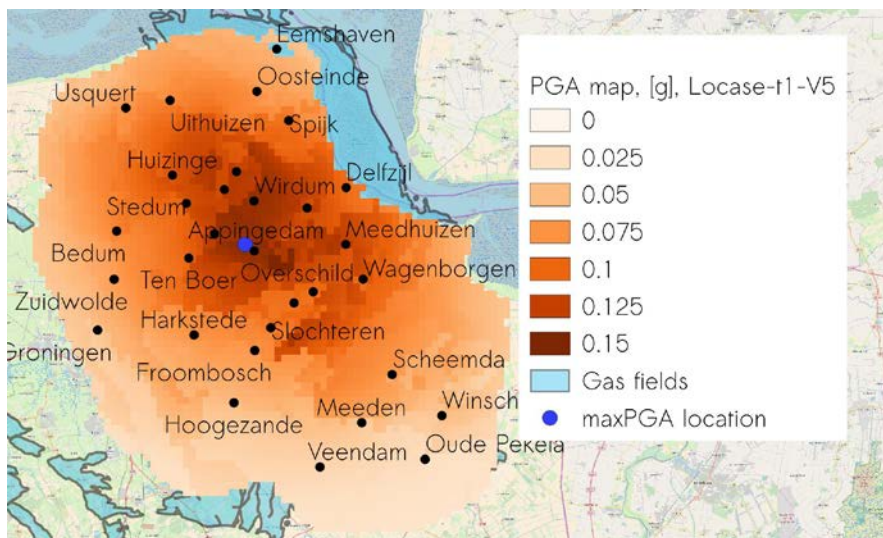 Eemshaven
Oosteinde
Usquert
Uithuizen
Spijk
Huizinge
Delfzijl
Wirdum
Stedum
Appingedam
Meedhuizen
Bedum
Ten Boer
Overschild
Wagenborgen
Zuidwolde
Harkstede
Slochteren
Groningen
Froombosch
Scheemda
Hoogezande
Meeden
Winsch
Veendam
Oude Pekela
PGA map, [g], Locase-t1-V5
0
0.025
0.05
0.075
0.1
0.125
0.15
Gas fields
maxPGA location